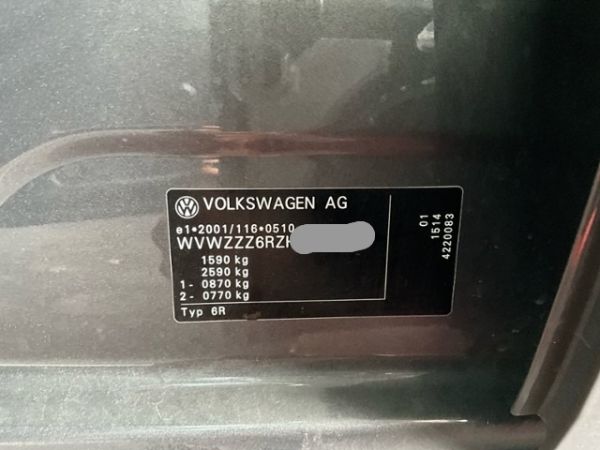 VOLKSWAGEN AG
e1*2001/116*0510
WVWZZZ6RZ
1590 kg
2590 kg
1- 0870 kg
2- 0770 kg
Typ 6R
01
1514
4220083